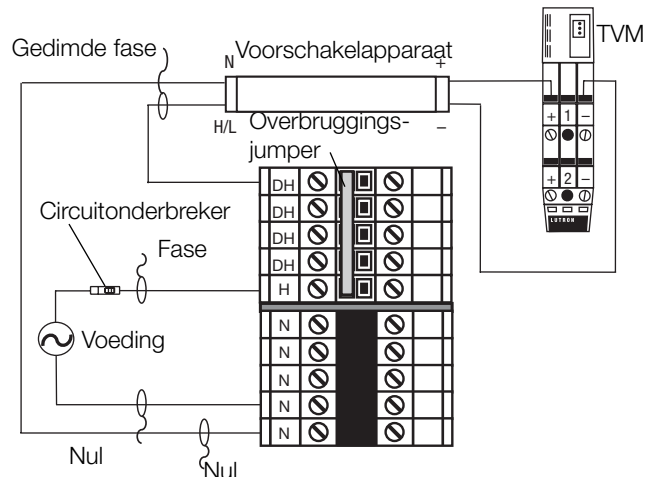 Gedimde fase
N
Voorschakelapparaat
+
TVM
H/L
Overbruggings-
jumper
–
+ 1 –
+ 2 –
LUTRON
DH
DH
DH
DH
H
Circuitonderbreker
Fase
Voeding
N
N
N
N
N
Nul
Nul